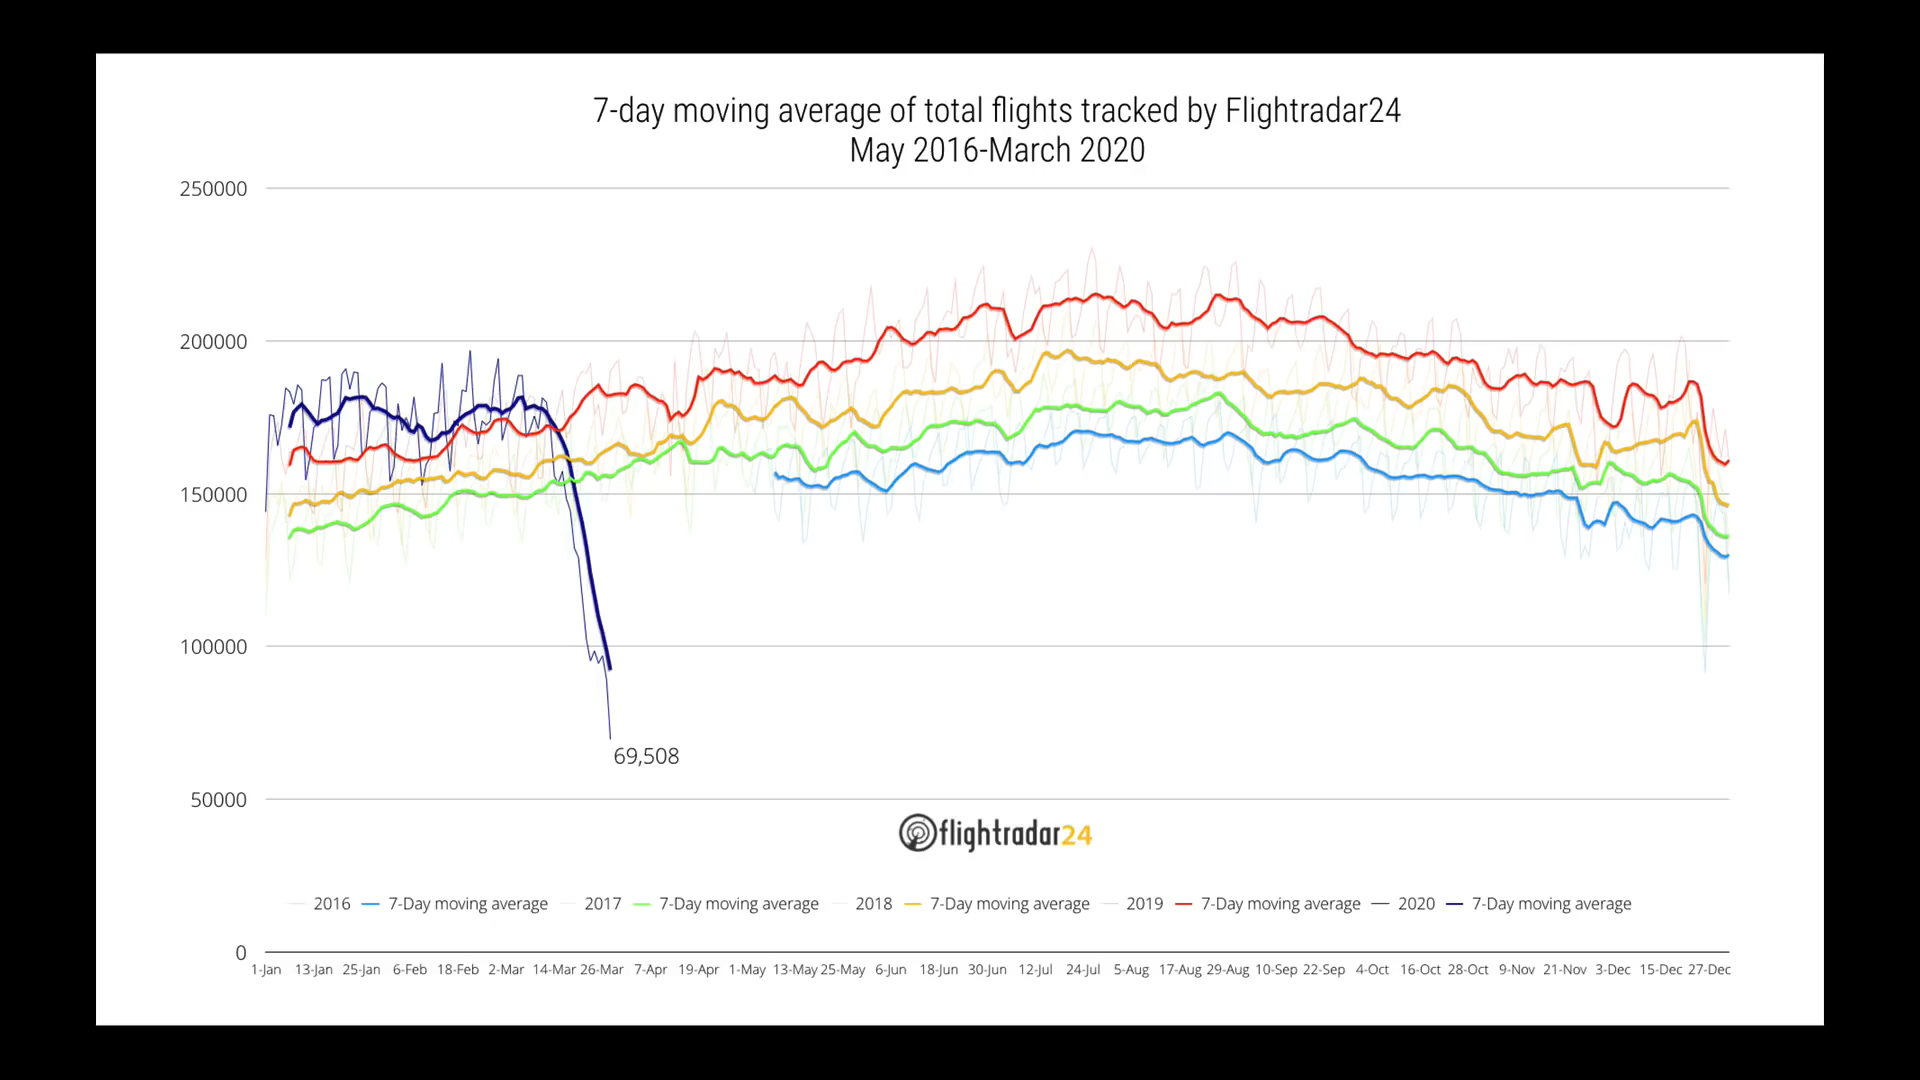 7-day moving average of total flights tracked by Flightradar24
May 2016-March 2020
250000
200000
150000
100000
69,508
50000
flightradar24
2016 7-Day moving average 2017 7-Day moving average 2018 7-Day moving average 2019 7-Day moving average 2020 7-Day moving average
0
1-Jan 13-Jan 25-Jan 6-Feb 18-Feb 2-Mar 14-Mar 26-Mar 7-Apr 19-Apr 1-May 13-May 25-May 6-Jun 18-Jun 30-Jun 12-Jul 24-Jul 5-Aug 17-Aug 29-Aug 10-Sep 22-Sep 4-Oct 16-Oct 28-Oct 9-Nov 21-Nov 3-Dec 15-Dec 27-Dec